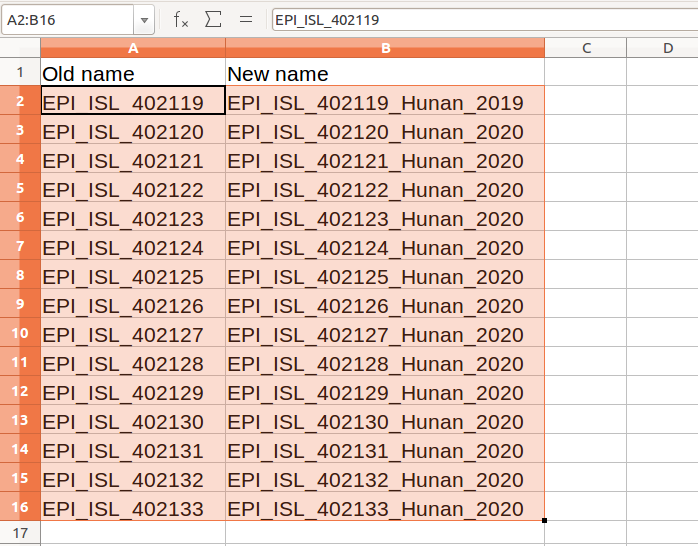 A2:B16 fx Σ = EPI_ISL_402119
A B C D
1 Old name New name
2 EPI_ISL_402119 EPI_ISL_402119_Hunan_2019
3 EPI_ISL_402120 EPI_ISL_402120_Hunan_2020
4 EPI_ISL_402121 EPI_ISL_402121_Hunan_2020
5 EPI_ISL_402122 EPI_ISL_402122_Hunan_2020
6 EPI_ISL_402123 EPI_ISL_402123_Hunan_2020
7 EPI_ISL_402124 EPI_ISL_402124_Hunan_2020
8 EPI_ISL_402125 EPI_ISL_402125_Hunan_2020
9 EPI_ISL_402126 EPI_ISL_402126_Hunan_2020
10 EPI_ISL_402127 EPI_ISL_402127_Hunan_2020
11 EPI_ISL_402128 EPI_ISL_402128_Hunan_2020
12 EPI_ISL_402129 EPI_ISL_402129_Hunan_2020
13 EPI_ISL_402130 EPI_ISL_402130_Hunan_2020
14 EPI_ISL_402131 EPI_ISL_402131_Hunan_2020
15 EPI_ISL_402132 EPI_ISL_402132_Hunan_2020
16 EPI_ISL_402133 EPI_ISL_402133_Hunan_2020
17